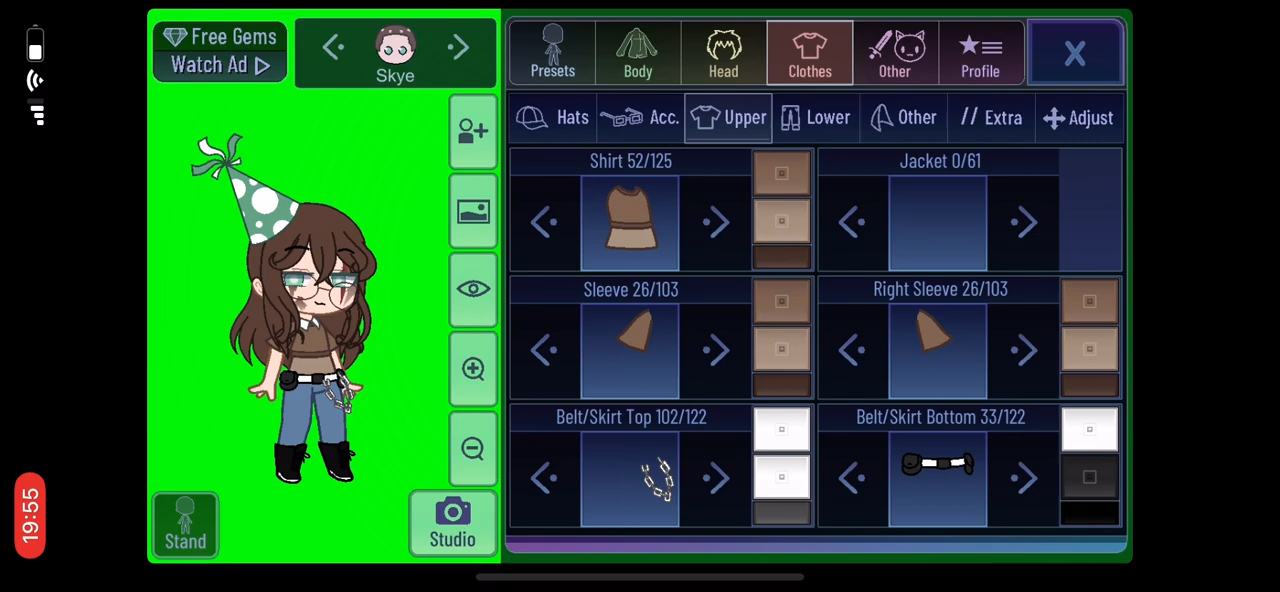 Free Gems
Watch Ad
Skye
Presets
Body
Head
Clothes
Other
Profile
X
Hats
Acc.
Upper
Lower
Other
Extra
Adjust
Shirt 52/125
Jacket 0/61
Sleeve 26/103
Right Sleeve 26/103
Belt/Skirt Top 102/122
Belt/Skirt Bottom 33/122
Stand
Studio
19:55